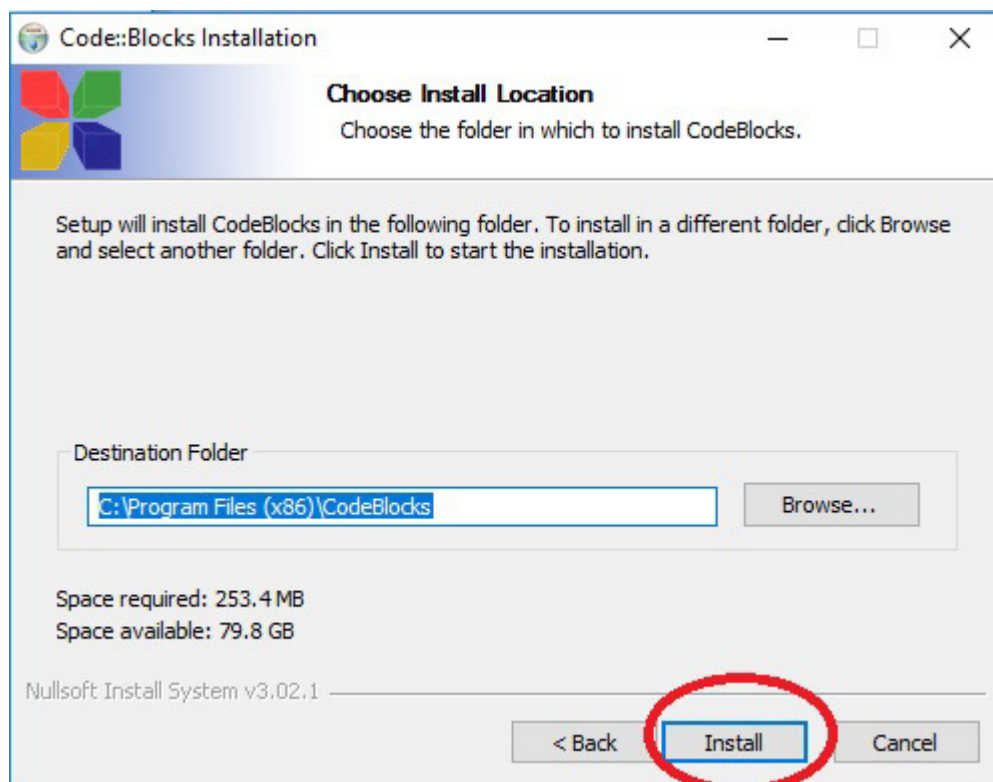 Code::Blocks Installation
Choose Install Location
Choose the folder in which to install CodeBlocks.
Setup will install CodeBlocks in the following folder. To install in a different folder, click Browse
and select another folder. Click Install to start the installation.
Destination Folder
C:\Program Files (x86)\CodeBlocks
Browse...
Space required: 253.4 MB
Space available: 79.8 GB
Nullsoft Install System v3.02.1
< Back Install Cancel